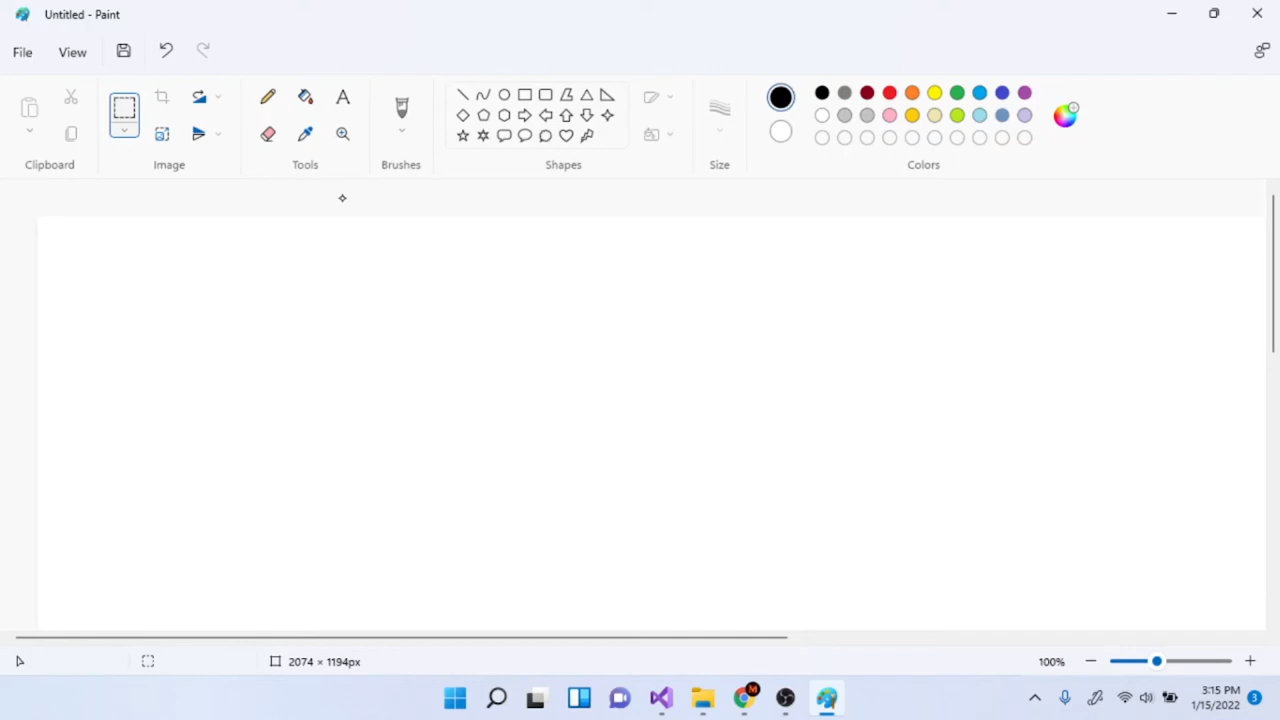 Untitled - Paint
File View
Clipboard Image Tools Brushes Shapes Size Colors
2074 × 1194px 100%
M 3:15 PM
1/15/2022 3